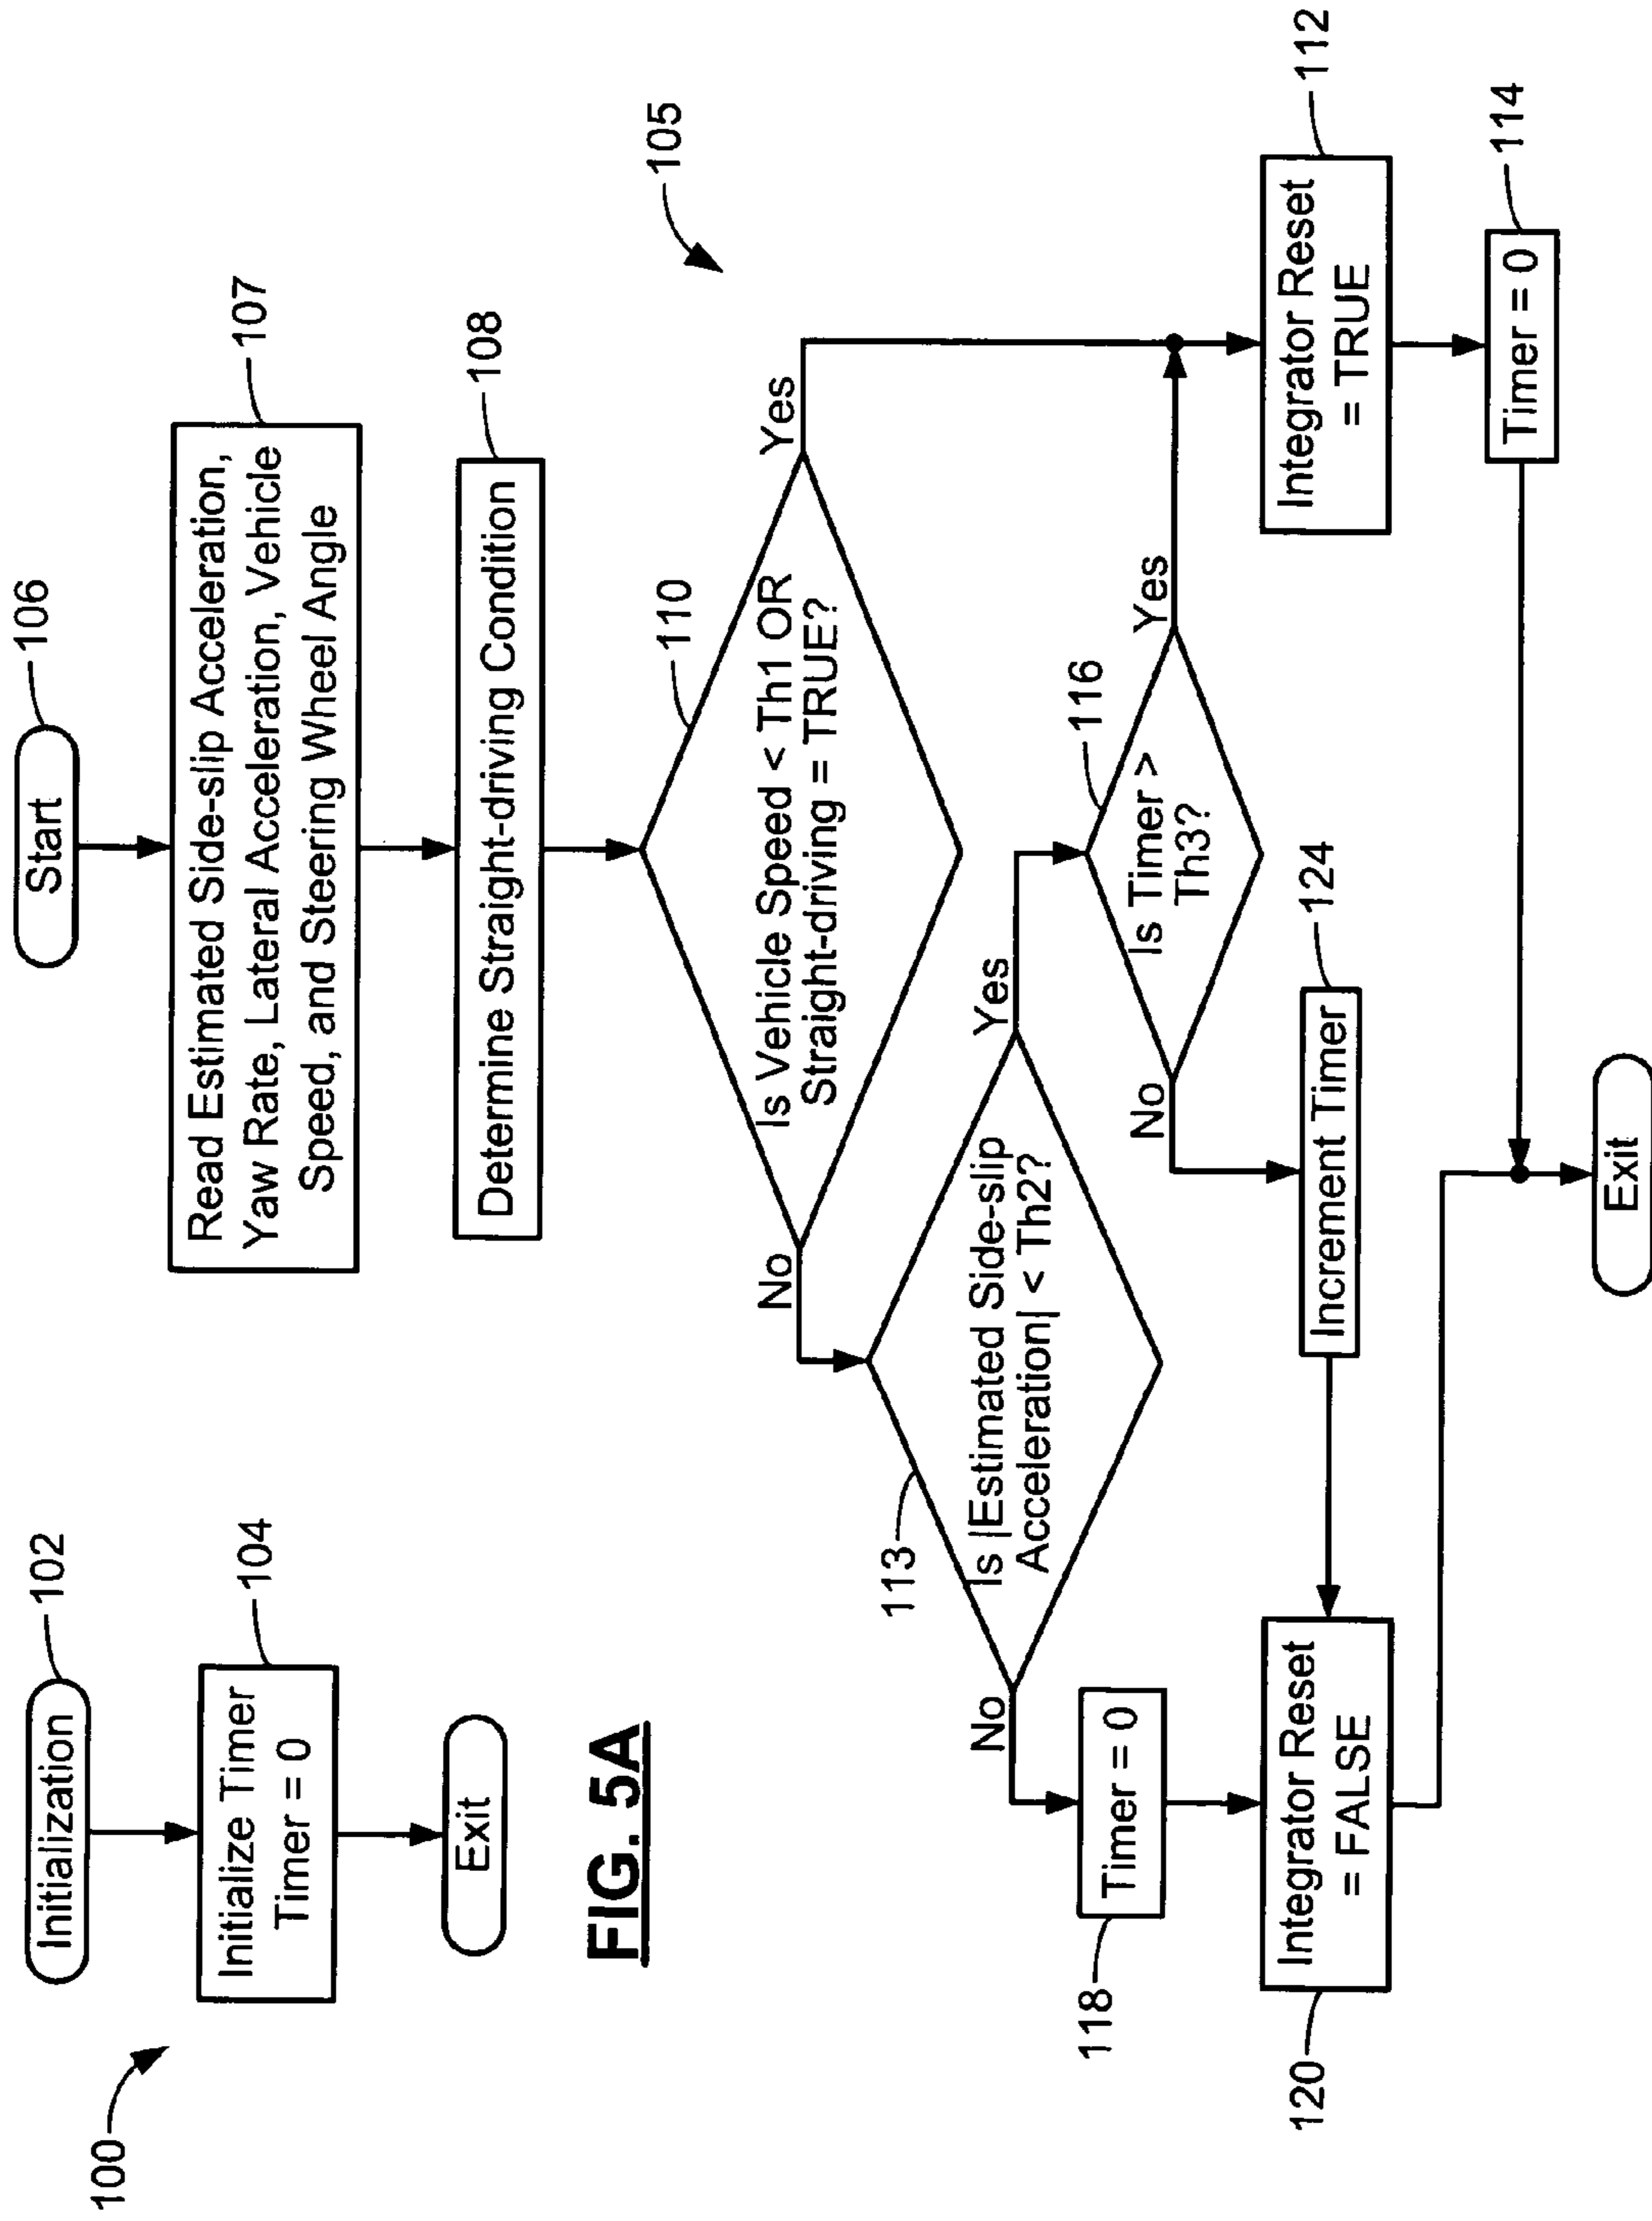 100
Initialization
102
Initialize Timer
Timer = 0
104
Exit
FIG. 5A
Start
106
Read Estimated Side-slip Acceleration,
Yaw Rate, Lateral Acceleration, Vehicle
Speed, and Steering Wheel Angle
107
Determine Straight-driving Condition
108
105
110
Is Vehicle Speed < Th1 OR
Straight-driving = TRUE?
No
Yes
113
Is |Estimated Side-slip
Acceleration| < Th2?
No
Yes
116
Is Timer >
Th3?
No
Yes
Timer = 0
118
Increment Timer
124
Integrator Reset
= FALSE
120
Integrator Reset
= TRUE
112
Timer = 0
114
Exit